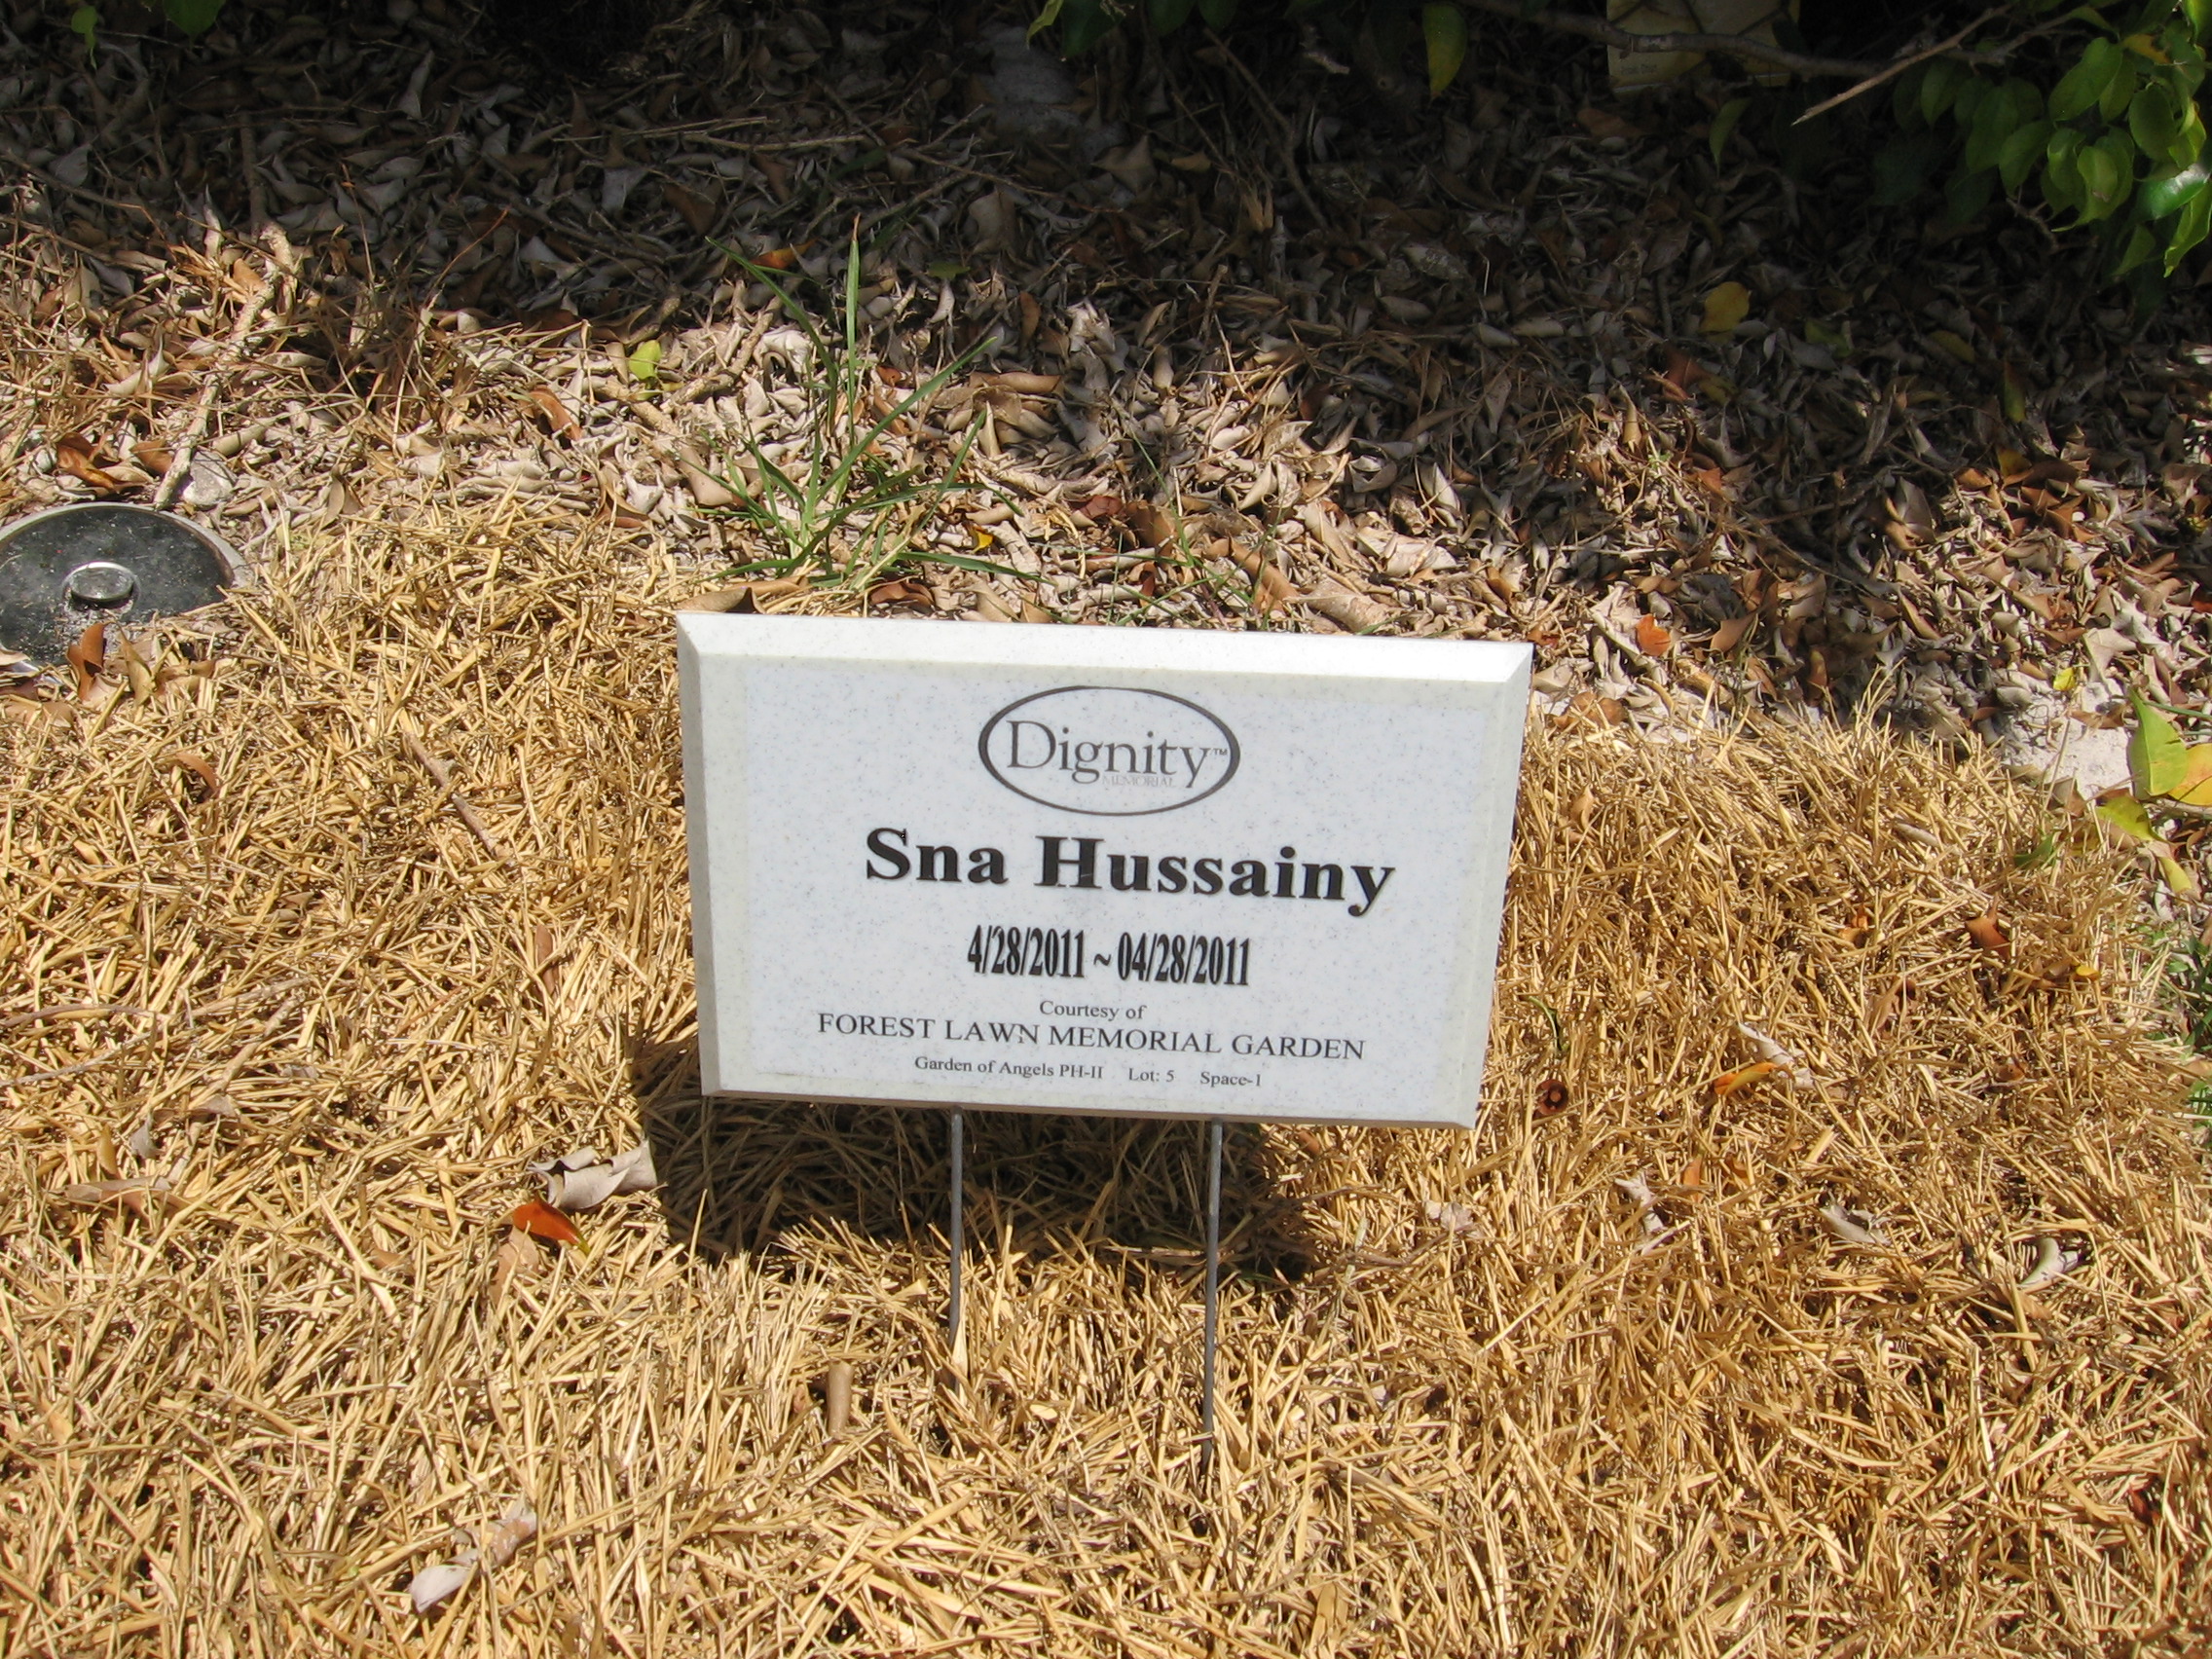 Dignity™
MEMORIAL
Sna Hussainy
4/28/2011 ~ 04/28/2011
Courtesy of
FOREST LAWN MEMORIAL GARDEN
Garden of Angels PH-II Lot: 5 Space-1